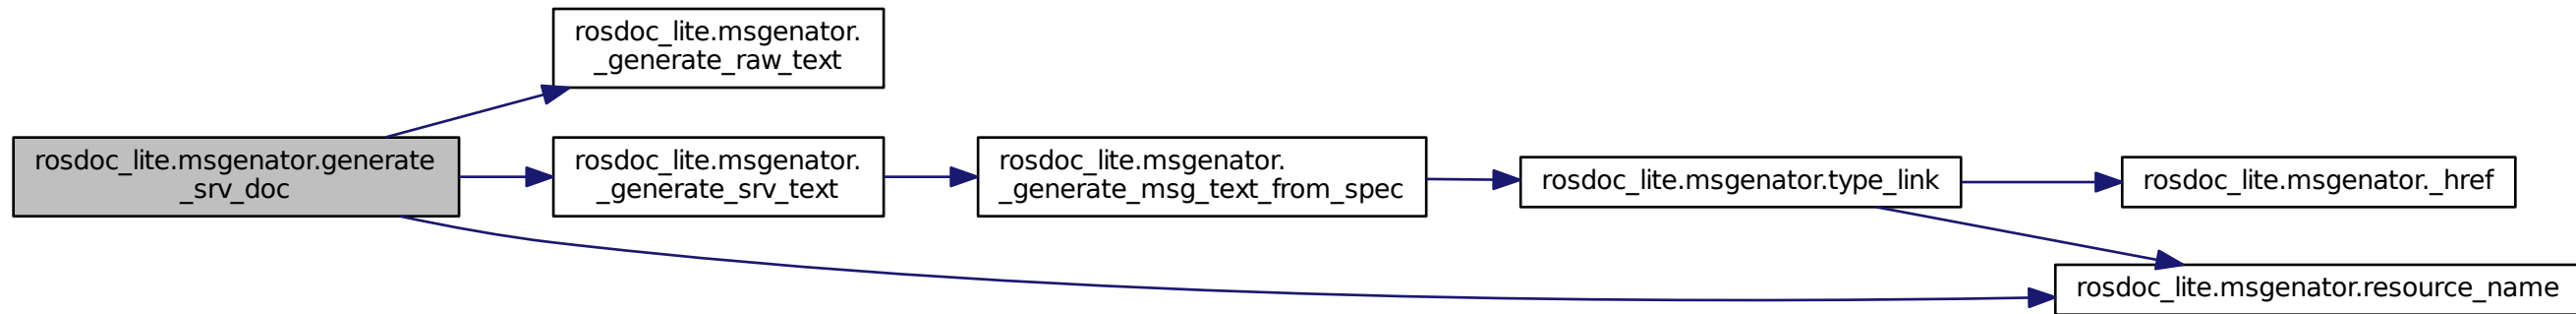 rosdoc_lite.msgenator.
_generate_raw_text
rosdoc_lite.msgenator.generate
_srv_doc
rosdoc_lite.msgenator.
_generate_srv_text
rosdoc_lite.msgenator.
_generate_msg_text_from_spec
rosdoc_lite.msgenator.type_link
rosdoc_lite.msgenator._href
rosdoc_lite.msgenator.resource_name